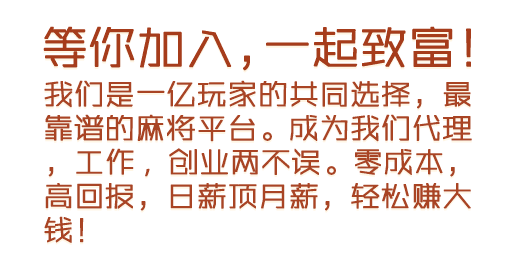 等你加入，一起致富！
我们是一亿玩家的共同选择，最
靠谱的麻将平台。成为我们代理
，工作，创业两不误。零成本，
高回报，日薪顶月薪，轻松赚大
钱！